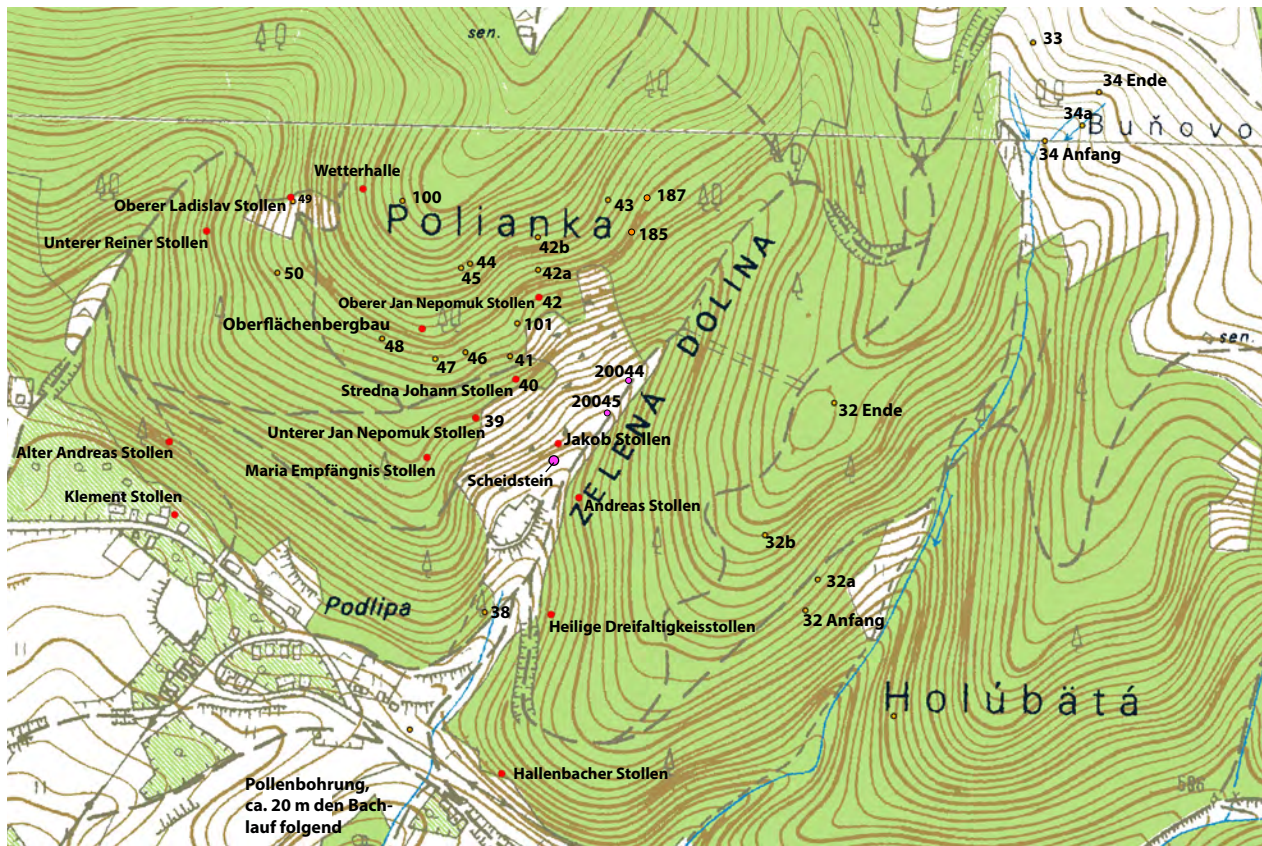 sen.
33
34 Ende
34a
Buňovo
34 Anfang
Wetterhalle
49
Oberer Ladislav Stollen
100
43
187
Polianka
Unterer Reiner Stollen
185
42b
44
45
42a
50
ZELENÁ DOLINA
Oberer Jan Nepomuk Stollen
42
Oberflächenbergbau
101
48
46
47
41
sen.
Stredna Johann Stollen
40
20044
20045
32 Ende
39
Unterer Jan Nepomuk Stollen
Jakob Stollen
Alter Andreas Stollen
Maria Empfängnis Stollen
Scheidstein
Klement Stollen
Andreas Stollen
32b
32a
Podlipa
38
32 Anfang
Heilige Dreifaltigkeisstollen
Holúbätá
Hallenbacher Stollen
Pollenbohrung,
ca. 20 m den Bach-
lauf folgend
586